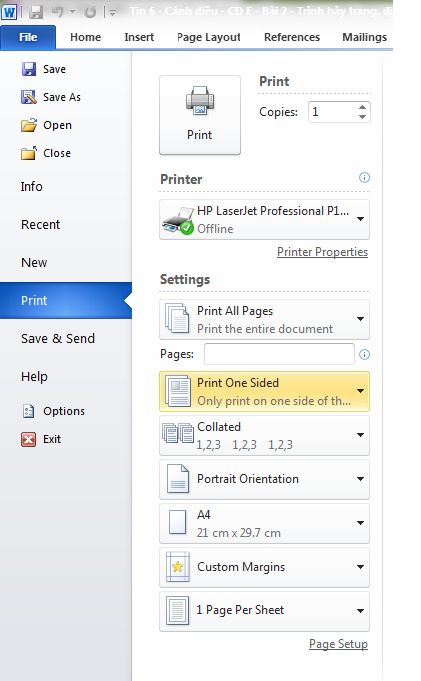 Tin 6 - Cánh diều - CD E - Bài 2 - Trình bày trang, đị
File Home Insert Page Layout References Mailings
Save
Save As
Open
Close
Info
Recent
New
Print
Save & Send
Help
Options
Exit
Print
Print
Copies: 1
Printer
HP LaserJet Professional P1...
Offline
Printer Properties
Settings
Print All Pages
Print the entire document
Pages:
Print One Sided
Only print on one side of th...
Collated
1,2,3 1,2,3 1,2,3
Portrait Orientation
A4
21 cm x 29.7 cm
Custom Margins
1 Page Per Sheet
Page Setup